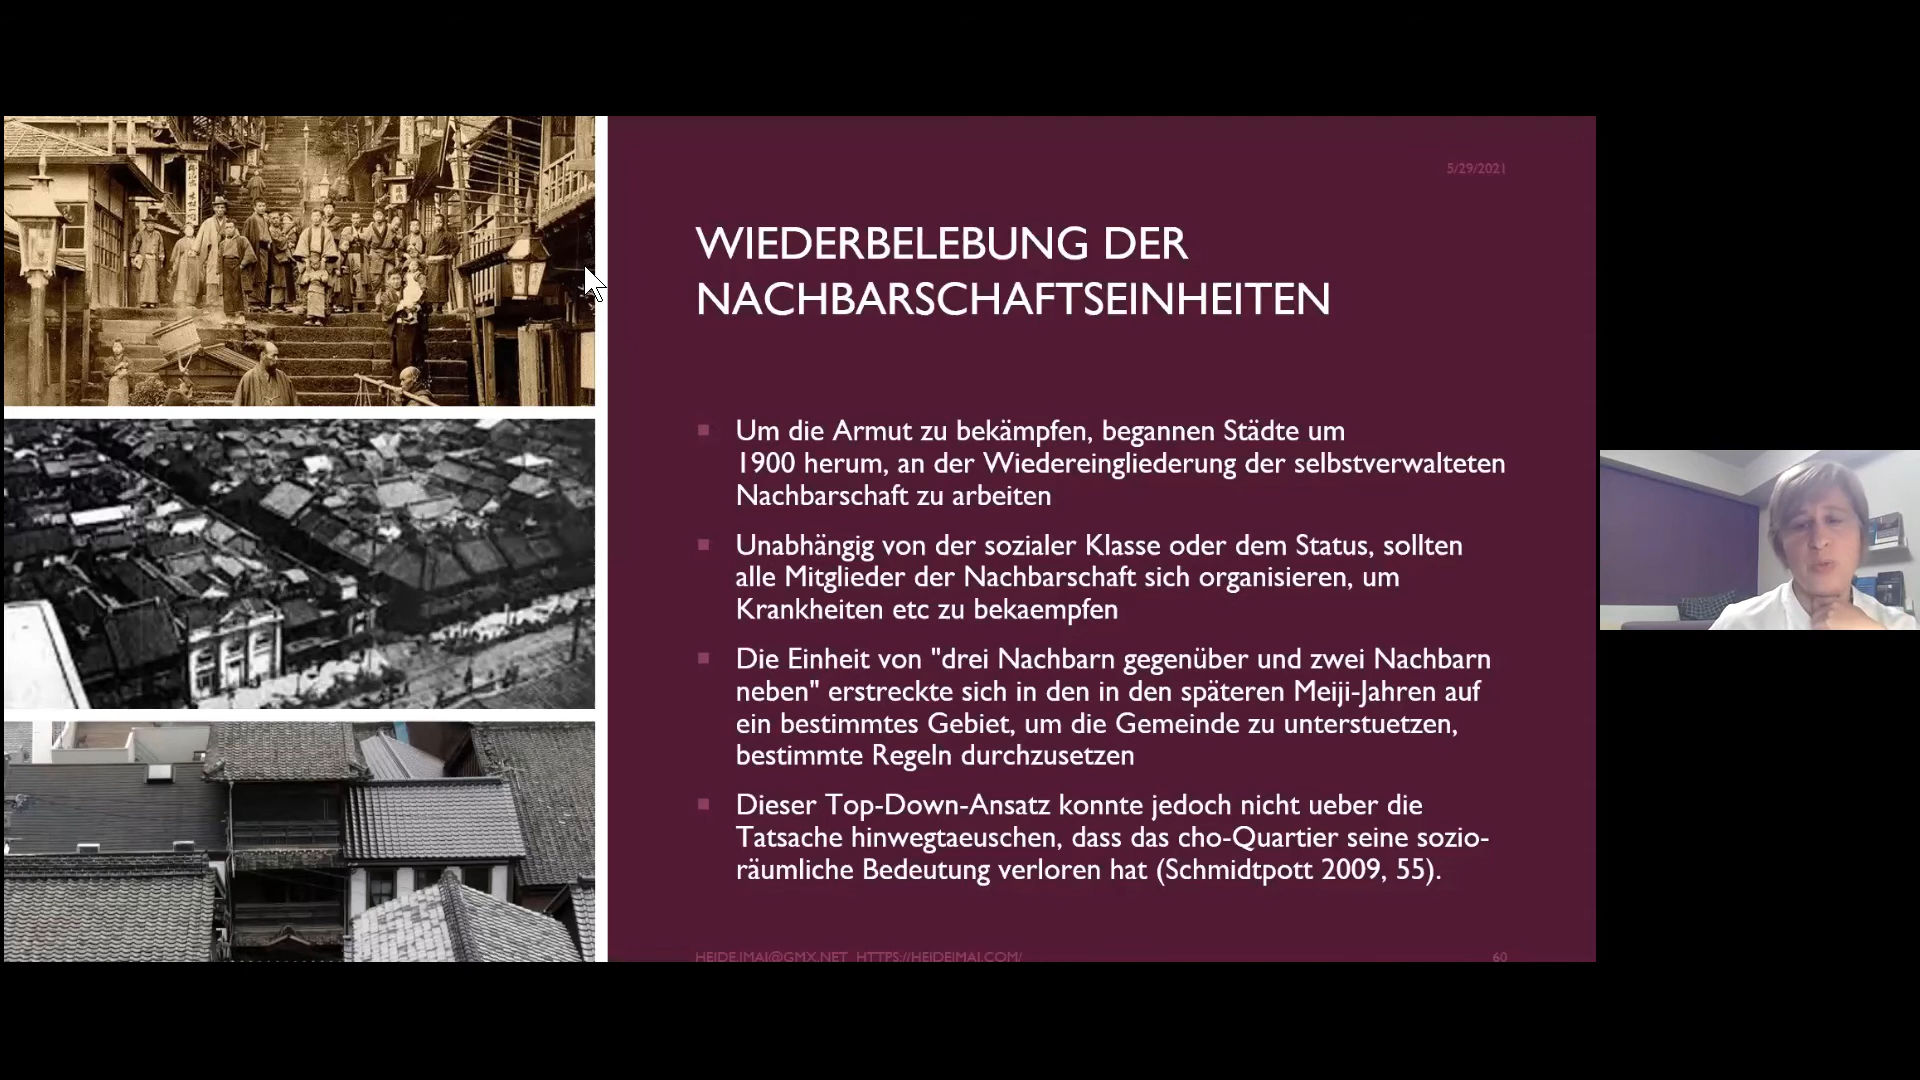 5/29/2021
WIEDERBELEBUNG DER
NACHBARSCHAFTSEINHEITEN
Um die Armut zu bekämpfen, begannen Städte um
1900 herum, an der Wiedereingliederung der selbstverwalteten
Nachbarschaft zu arbeiten
Unabhängig von der sozialer Klasse oder dem Status, sollten
alle Mitglieder der Nachbarschaft sich organisieren, um
Krankheiten etc zu bekaempfen
Die Einheit von "drei Nachbarn gegenüber und zwei Nachbarn
neben" erstreckte sich in den in den späteren Meiji-Jahren auf
ein bestimmtes Gebiet, um die Gemeinde zu unterstuetzen,
bestimmte Regeln durchzusetzen
Dieser Top-Down-Ansatz konnte jedoch nicht ueber die
Tatsache hinwegtaeuschen, dass das cho-Quartier seine sozio-
räumliche Bedeutung verloren hat (Schmidtpott 2009, 55).
HEIDE.IMAI@GMX.NET HTTPS://HEIDEIMAI.COM/
60